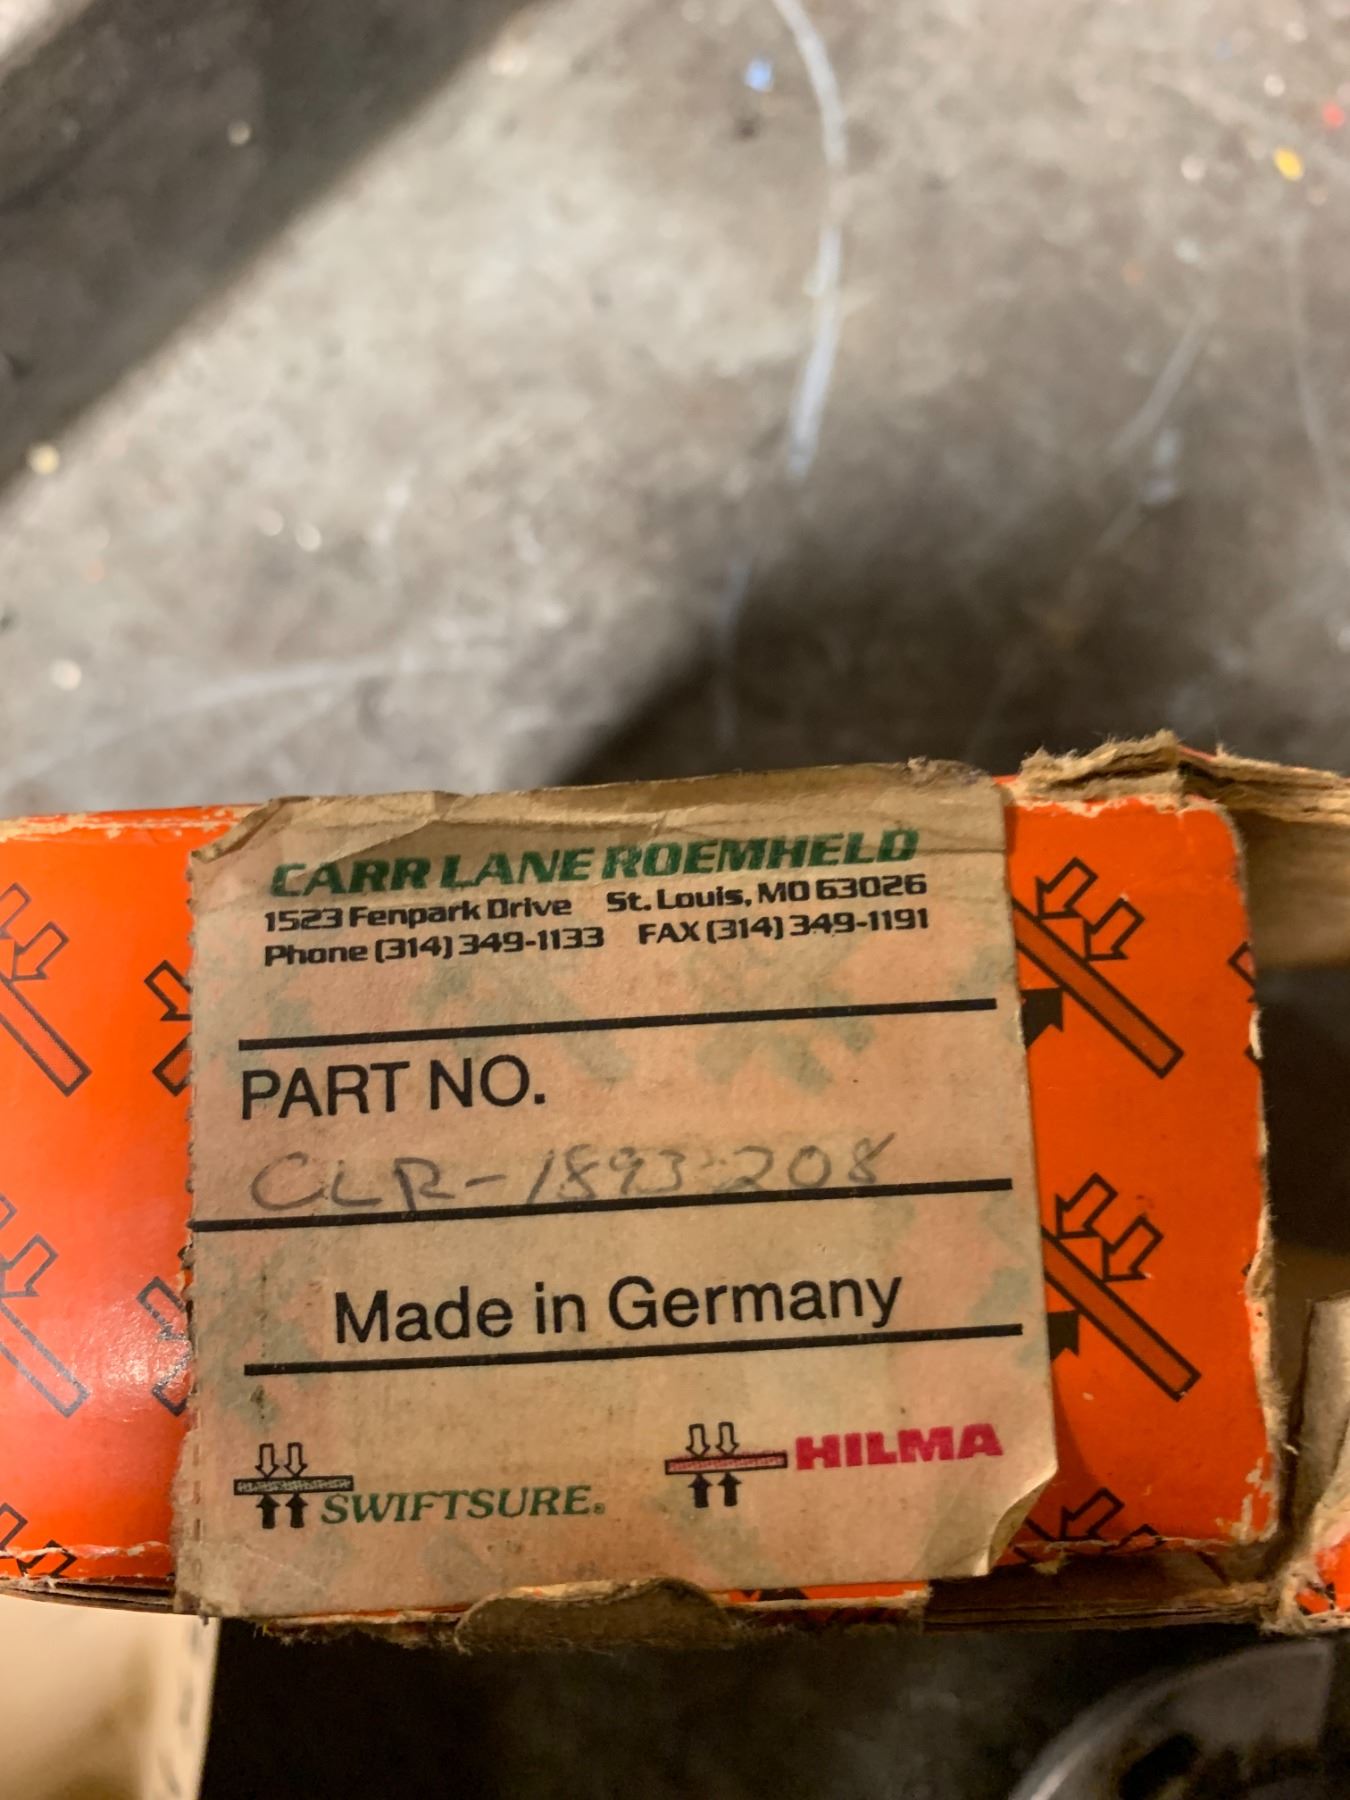 CARR LANE ROEMHELD
1523 Fenpark Drive St. Louis, MO 63026
Phone (314) 349-1133 FAX (314) 349-1191
PART NO.
CLR-1893-208
Made in Germany
SWIFTSURE® HILMA